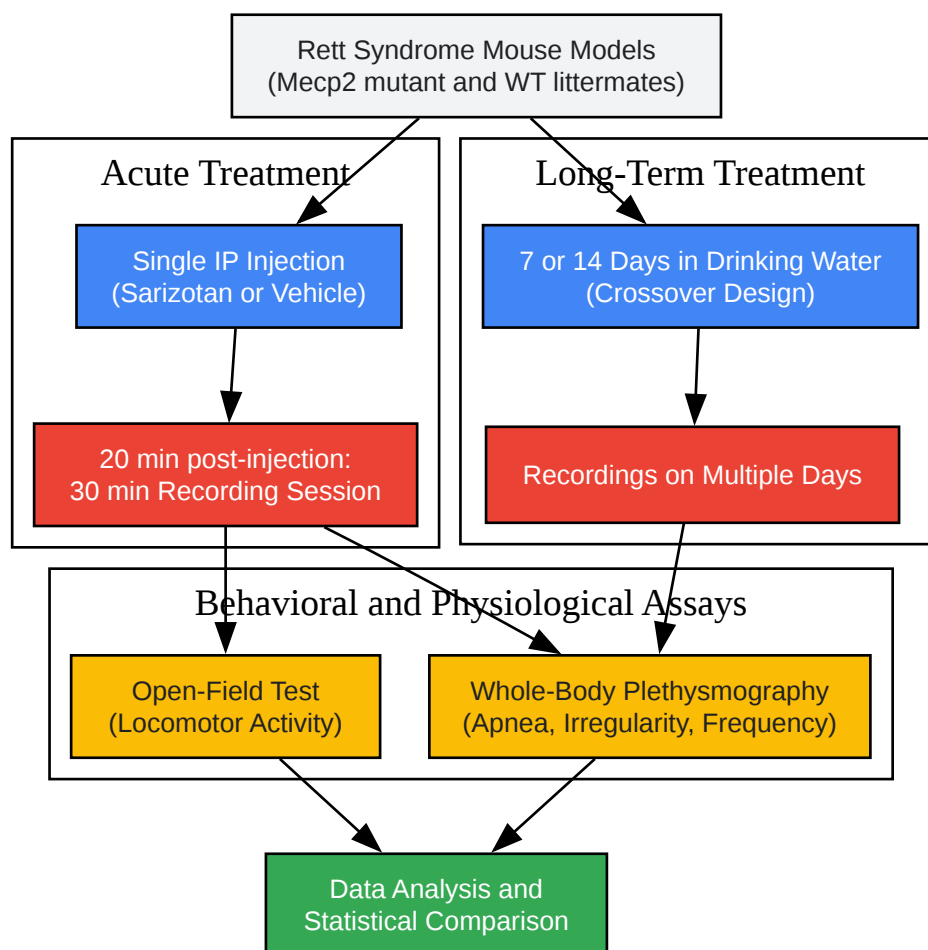 Rett Syndrome Mouse Models
(Mecp2 mutant and WT littermates)
Acute Treatment
Single IP Injection
(Sarizotan or Vehicle)
20 min post-injection:
30 min Recording Session
Long-Term Treatment
7 or 14 Days in Drinking Water
(Crossover Design)
Recordings on Multiple Days
Behavioral and Physiological Assays
Open-Field Test
(Locomotor Activity)
Whole-Body Plethysmography
(Apnea, Irregularity, Frequency)
Data Analysis and
Statistical Comparison